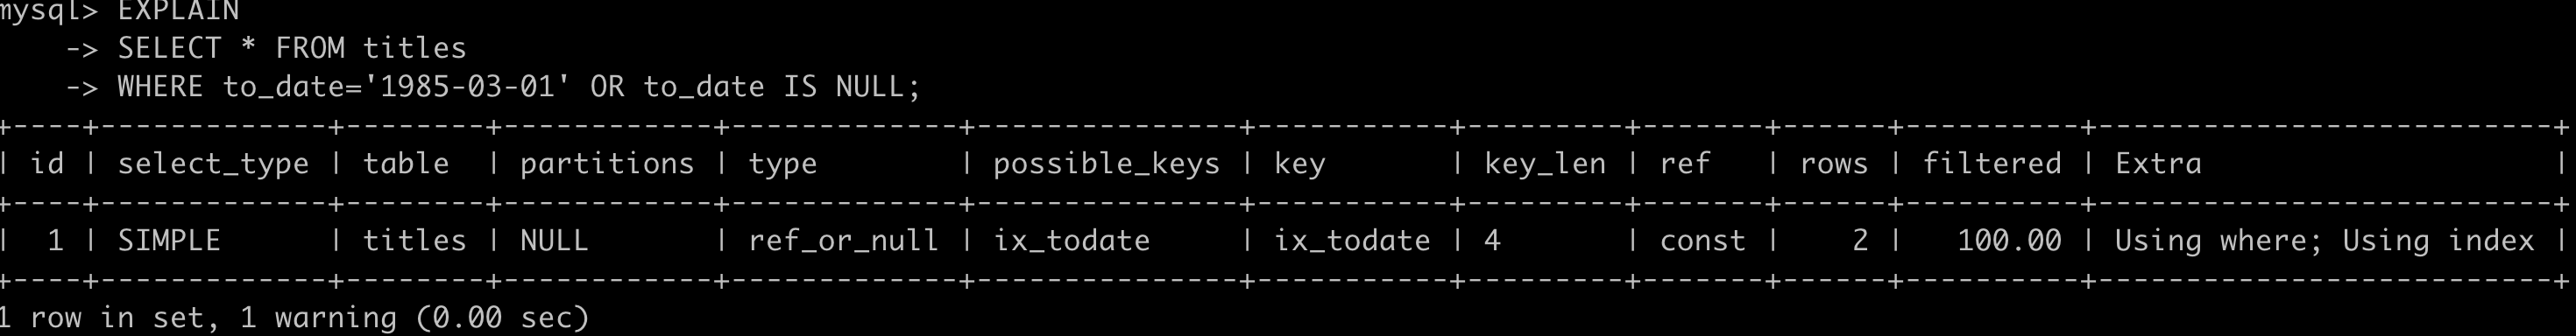 mysql> EXPLAIN
    -> SELECT * FROM titles
    -> WHERE to_date='1985-03-01' OR to_date IS NULL;
+----+-------------+--------+------------+-------------+---------------+-----------+---------+-------+------+----------+--------------------------+
| id | select_type | table  | partitions | type        | possible_keys | key       | key_len | ref   | rows | filtered | Extra                    |
+----+-------------+--------+------------+-------------+---------------+-----------+---------+-------+------+----------+--------------------------+
|  1 | SIMPLE      | titles | NULL       | ref_or_null | ix_todate     | ix_todate | 4       | const |    2 |   100.00 | Using where; Using index |
+----+-------------+--------+------------+-------------+---------------+-----------+---------+-------+------+----------+--------------------------+
1 row in set, 1 warning (0.00 sec)